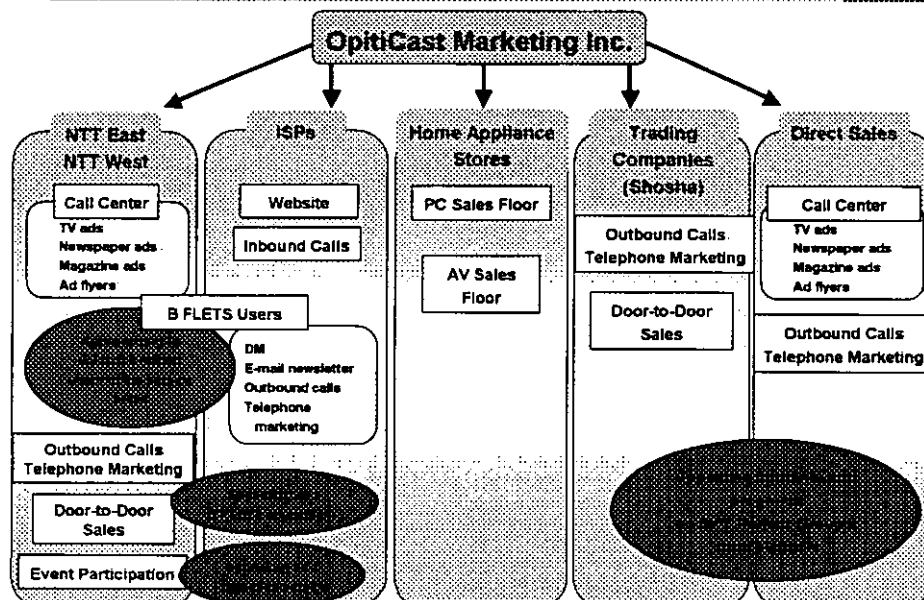 OpitiCast Marketing Inc.
NTT East
NTT West
Call Center
TV ads
Newspaper ads
Magazine ads
Ad flyers
B FLETS Users
Outbound Calls
Telephone Marketing
Door-to-Door
Sales
Event Participation
ISPs
Website
Inbound Calls
DM
E-mail newsletter
Outbound calls
Telephone
marketing
Home Appliance
Stores
PC Sales Floor
AV Sales
Floor
Trading
Companies
(Shosha)
Outbound Calls
Telephone Marketing
Door-to-Door
Sales
Direct Sales
Call Center
TV ads
Newspaper ads
Magazine ads
Ad flyers
Outbound Calls
Telephone Marketing